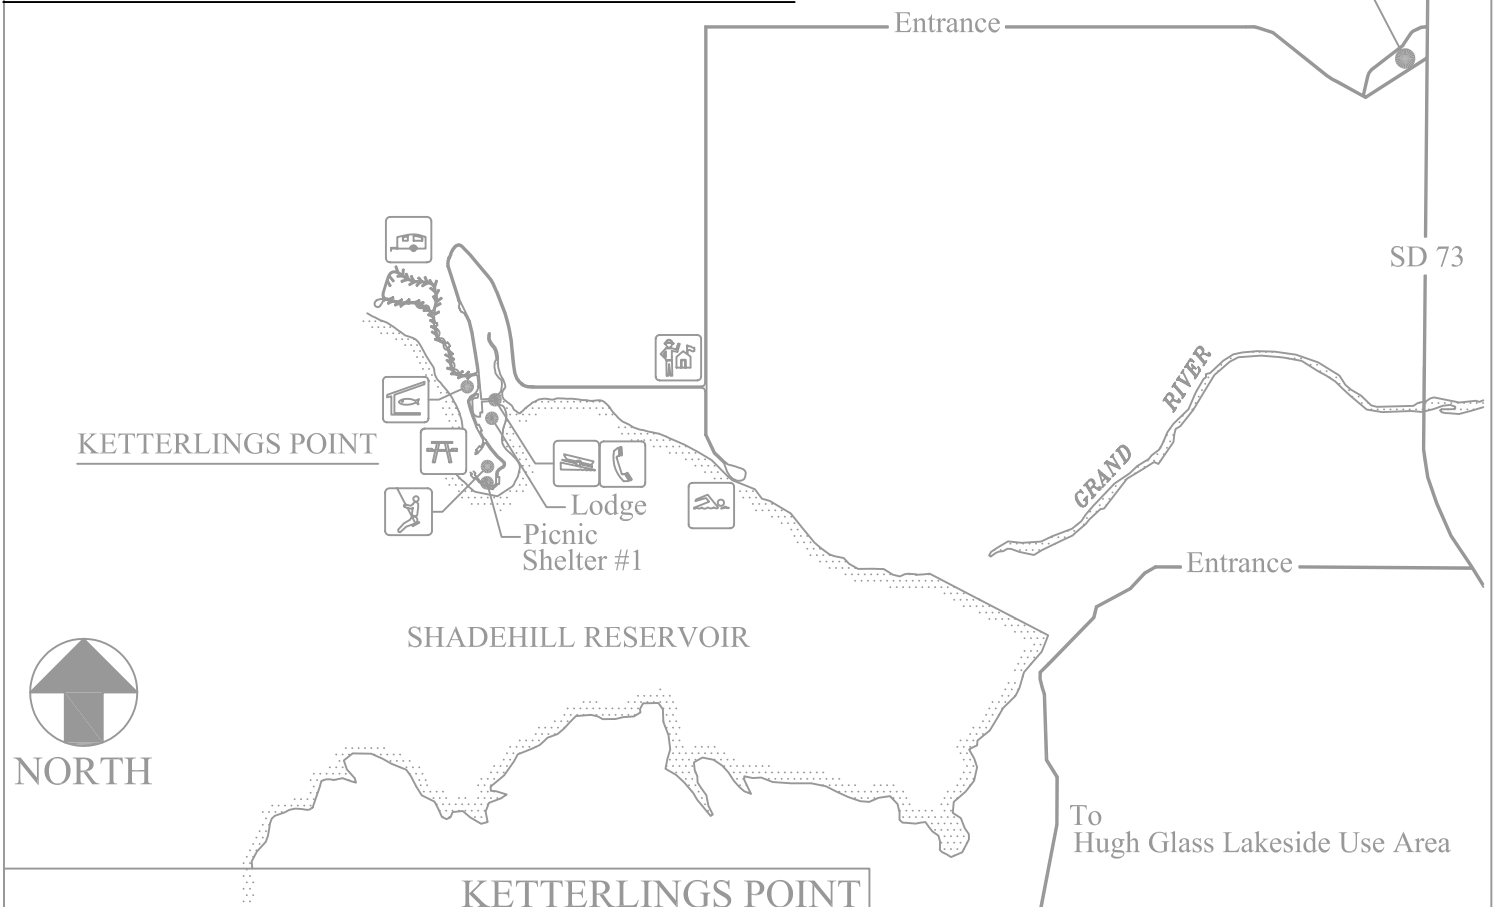 Entrance
SD 73
GRAND RIVER
KETTERLINGS POINT
Lodge
Picnic
Shelter #1
Entrance
SHADEHILL RESERVOIR
NORTH
To
Hugh Glass Lakeside Use Area
KETTERLINGS POINT